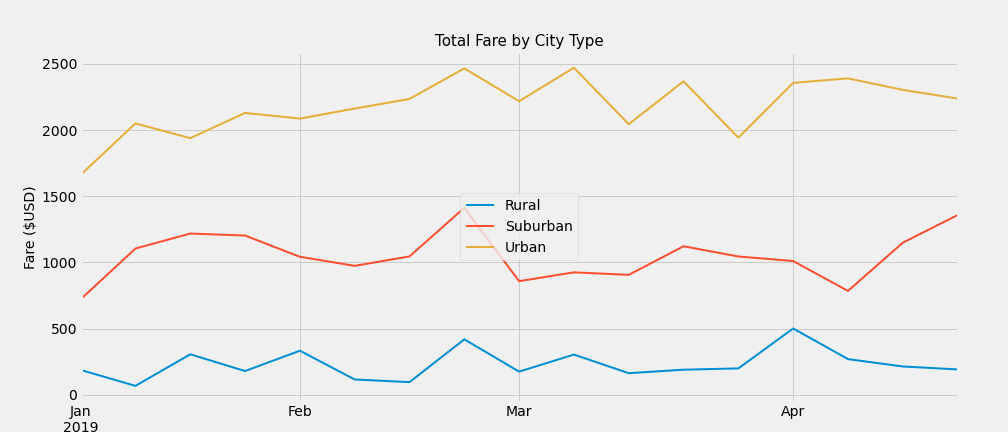 Total Fare by City Type
Fare ($USD)
2500
2000
1500
1000
500
0
Rural
Suburban
Urban
Jan Feb Mar Apr
2019